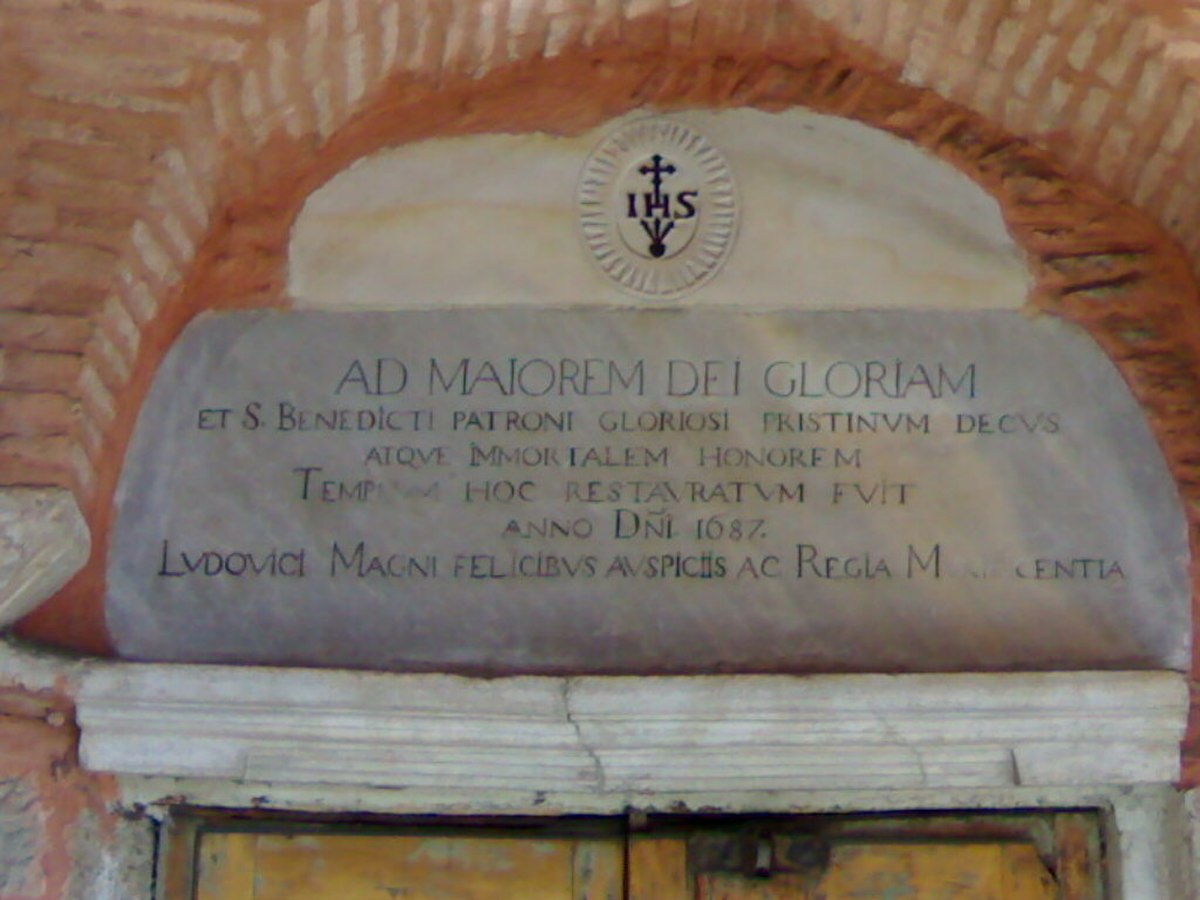 IHS
AD MAIOREM DEI GLORIAM
ET S. BENEDICTI PATRONI GLORIOSI PRISTINVM DECVS
ATQVE IMMORTALEM HONOREM
HOC RESTAVRATVM FVIT
ANNO DÑI 1687.
LVDOVICI MAGNI FELICIBVS AVSPICIIS AC REGIA